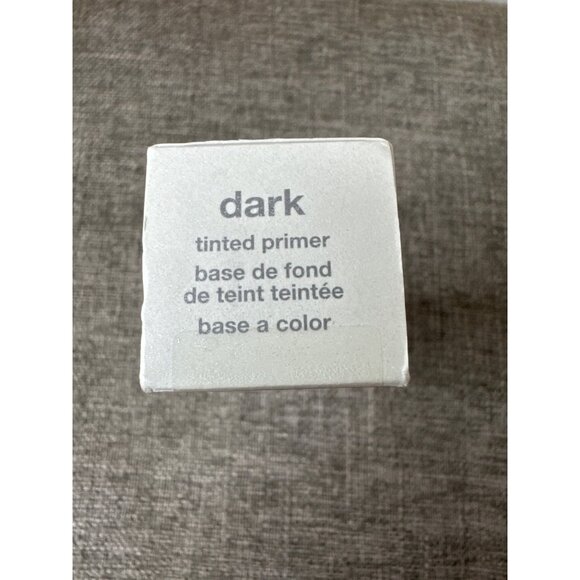 dark
tinted primer
base de fond
de teint teintée
base a color